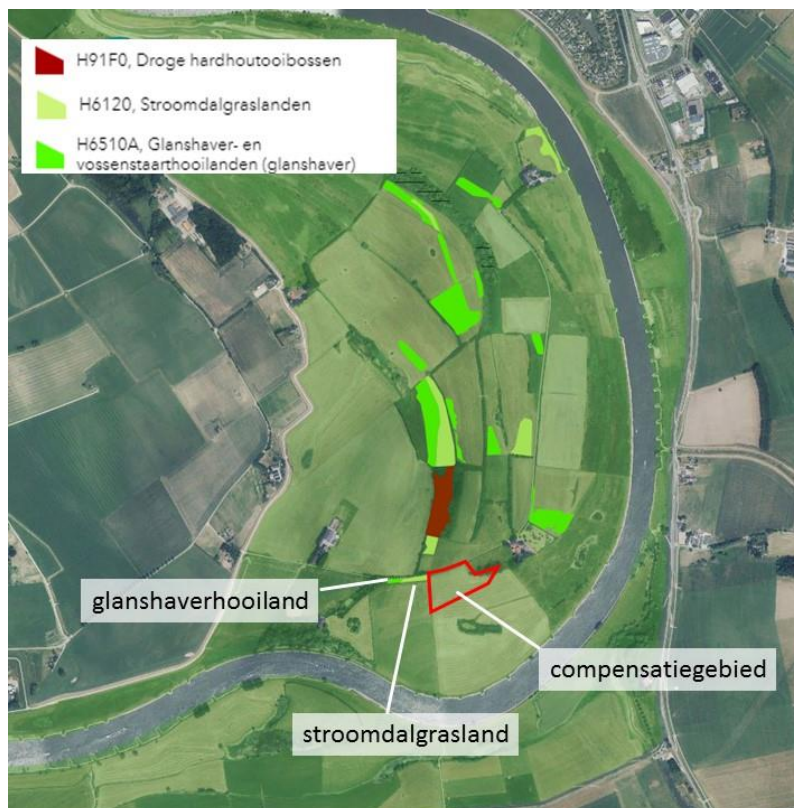 H91F0, Droge hardhoutooibossen
H6120, Stroomdalgraslanden
H6510A, Glanshaver- en
vossenstaarthooilanden (glanshaver)
glanshaverhooiland
compensatiegebied
stroomdalgrasland